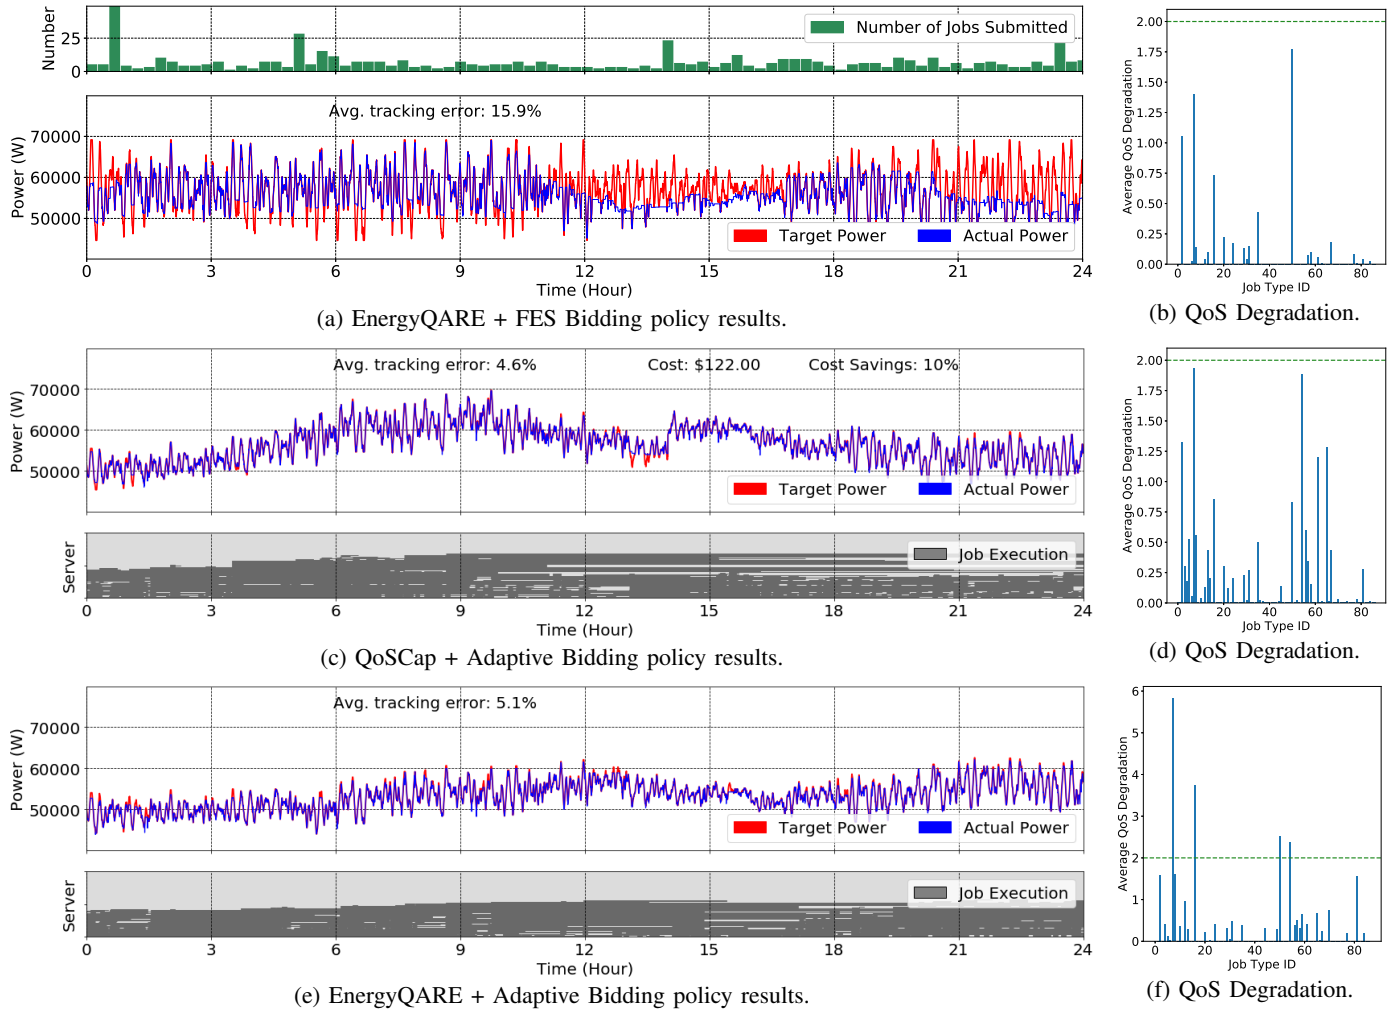 Number
25
0
Number of Jobs Submitted
Avg. tracking error: 15.9%
Power (W)
70000
60000
50000
Target Power
Actual Power
0 3 6 9 12 15 18 21 24
Time (Hour)
(a) EnergyQARE + FES Bidding policy results.
Average QoS Degradation
2.00
1.75
1.50
1.25
1.00
0.75
0.50
0.25
0.00
0 20 40 60 80
Job Type ID
(b) QoS Degradation.
Avg. tracking error: 4.6% Cost: $122.00 Cost Savings: 10%
Power (W)
70000
60000
50000
Target Power
Actual Power
Server
Job Execution
0 3 6 9 12 15 18 21 24
Time (Hour)
(c) QoSCap + Adaptive Bidding policy results.
Average QoS Degradation
2.00
1.75
1.50
1.25
1.00
0.75
0.50
0.25
0.00
0 20 40 60 80
Job Type ID
(d) QoS Degradation.
Avg. tracking error: 5.1%
Power (W)
70000
60000
50000
Target Power
Actual Power
Server
Job Execution
0 3 6 9 12 15 18 21 24
Time (Hour)
(e) EnergyQARE + Adaptive Bidding policy results.
Average QoS Degradation
6
5
4
3
2
1
0
0 20 40 60 80
Job Type ID
(f) QoS Degradation.